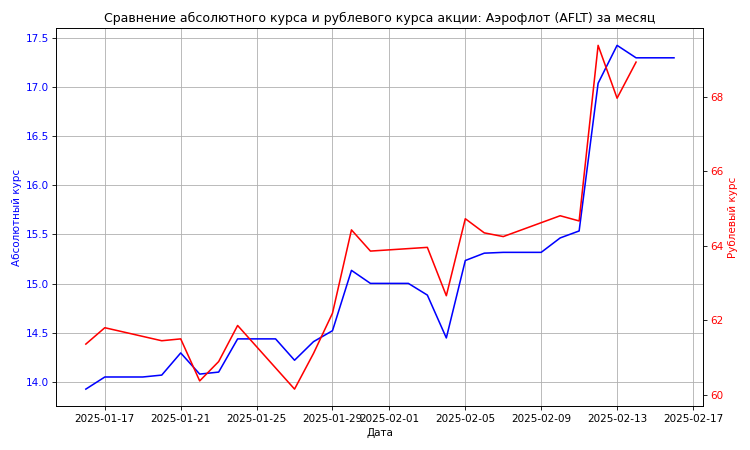 Сравнение абсолютного курса и рублевого курса акции: Аэрофлот (AFLT) за месяц
17.5
17.0
16.5
16.0
15.5
15.0
14.5
14.0
Абсолютный курс
68
66
64
62
60
Рублевый курс
2025-01-17 2025-01-21 2025-01-25 2025-01-29 2025-02-01 2025-02-05 2025-02-09 2025-02-13 2025-02-17
Дата